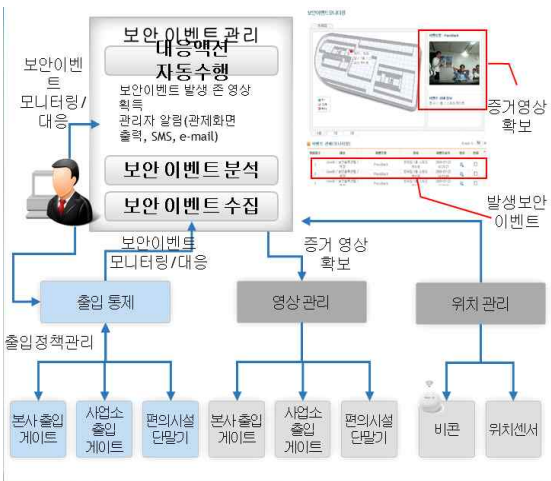 보안 이벤트 관리
대응액션
자동수행
보안이벤트 발생 존 영상
획득
관리자 알림(관제화면
출력, SMS, e-mail)
보안 이벤트 분석
보안 이벤트 수집
보안이벤
트
모니터링/
대응
증거영상
확보
발생보안
이벤트
보안이벤트
모니터링/대응
증거 영상
확보
출입 통제
영상 관리
위치 관리
출입정책관리
본사 출입
게이트
사업소
출입
게이트
편의시설
단말기
본사 출입
게이트
사업소
출입
게이트
편의시설
단말기
비콘
위치센서